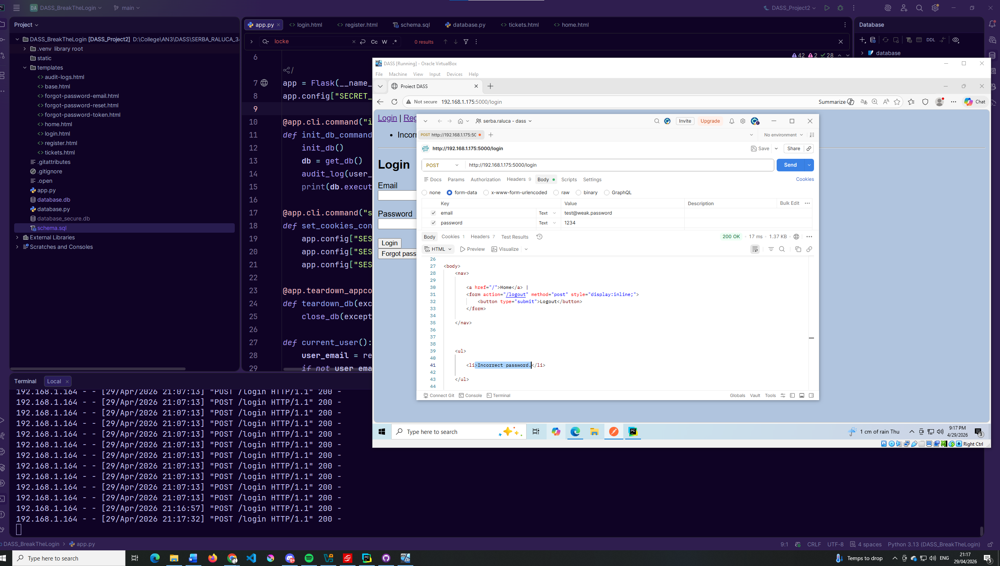 DA DASS_BreakTheLogin
main
DASS_Project2
Project
DASS_BreakTheLogin [DASS_Project2] D:\College\AN3\DASS\SERBA_RALUCA_34
.venv library root
static
templates
audit-logs.html
base.html
forgot-password-email.html
forgot-password-reset.html
forgot-password-token.html
home.html
login.html
register.html
tickets.html
.gitattributes
.gitignore
.open
app.py
database.db
database.py
database_secure.db
schema.sql
External Libraries
Scratches and Consoles
app.py
login.html
register.html
schema.sql
database.py
tickets.html
home.html
locke
Cc W .*
0 results
42 2 28
6
/
7 app = Flask(__name_
8 app.config["SECRET_
9
10 @app.cli.command("i
11 def init_db_command
12 init_db()
13 db = get_db()
14 audit_log(user_
15 print(db.execut
16
17 @app.cli.command("s
18 def set_cookies_con
19 app.config["SES
20 app.config["SES
21 app.config["SES
22
23 @app.teardown_appco
24 def teardown_db(exc
25 close_db(except
26
27 def current_user():
28 user_email = re
29 if not user_ema
Database
DDL
database
DASS [Running] - Oracle VirtualBox
File Machine View Input Devices Help
Proiect DASS
Not secure 192.168.1.175:5000/login
Summarize
Chat
Login | Reg
Incorr
Login
Email
Password
Login
Forgot pass
serba.raluca - dass
Invite
Upgrade
POST http://192.168.1.175:50
No environment
HTTP http://192.168.1.175:5000/login
Save
Share
POST http://192.168.1.175:5000/login
Send
Docs Params Authorization Headers 9 Body Scripts Settings
Cookies
none form-data x-www-form-urlencoded raw binary GraphQL
Key Value Description Bulk Edit
email Text test@weak.password
password Text 1234
Body Cookies 1 Headers 7 Test Results
200 OK 17 ms 1.37 KB
HTML Preview Visualize
26
27 <body>
28 <nav>
29
30 <a href="/">Home</a> |
31 <form action="/logout" method="post" style="display:inline;">
32 <button type="submit">Logout</button>
33 </form>
34
35 </nav>
36
37
38
39 <ul>
40
41 <li>Incorrect password.</li>
42
43 </ul>
44
Connect Git Console Terminal
Globals Vault Tools
Type here to search
1 cm of rain Thu
9:17 PM
4/29/2026
3
Right Ctrl
Terminal Local
192.168.1.164 - - [29/Apr/2026 21:07:13] "POST /login HTTP/1.1" 200 -
192.168.1.164 - - [29/Apr/2026 21:07:13] "POST /login HTTP/1.1" 200 -
192.168.1.164 - - [29/Apr/2026 21:07:13] "POST /login HTTP/1.1" 200 -
192.168.1.164 - - [29/Apr/2026 21:07:13] "POST /login HTTP/1.1" 200 -
192.168.1.164 - - [29/Apr/2026 21:07:13] "POST /login HTTP/1.1" 200 -
192.168.1.164 - - [29/Apr/2026 21:07:13] "POST /login HTTP/1.1" 200 -
192.168.1.164 - - [29/Apr/2026 21:07:13] "POST /login HTTP/1.1" 200 -
192.168.1.164 - - [29/Apr/2026 21:07:13] "POST /login HTTP/1.1" 200 -
192.168.1.164 - - [29/Apr/2026 21:07:13] "POST /login HTTP/1.1" 200 -
192.168.1.164 - - [29/Apr/2026 21:07:13] "POST /login HTTP/1.1" 200 -
192.168.1.164 - - [29/Apr/2026 21:07:13] "POST /login HTTP/1.1" 200 -
192.168.1.164 - - [29/Apr/2026 21:16:57] "POST /login HTTP/1.1" 200 -
192.168.1.164 - - [29/Apr/2026 21:17:32] "POST /login HTTP/1.1" 200 -
DASS_BreakTheLogin > app.py
9:1 CRLF UTF-8 4 spaces Python 3.13 (DASS_BreakTheLogin)
Type here to search
Temps to drop
ENG
21:17
29/04/2026
5